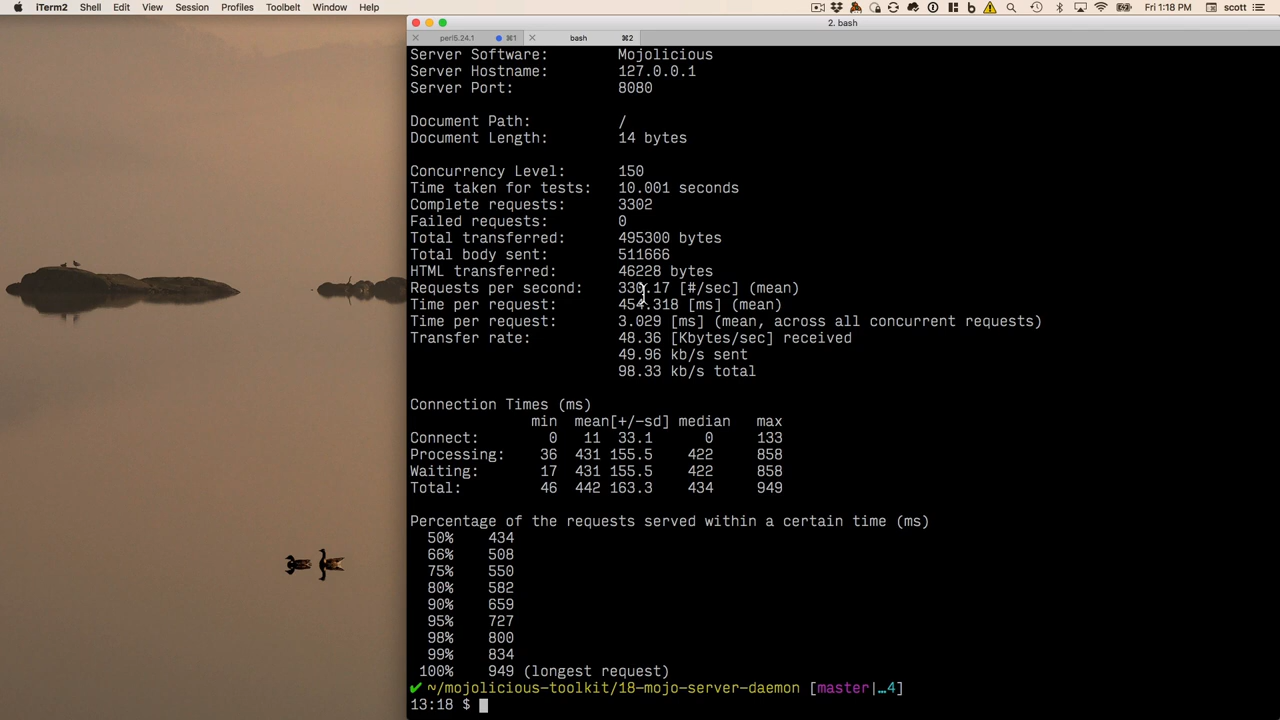 iTerm2 Shell Edit View Session Profiles Toolbelt Window Help Fri 1:18 PM scott
2. bash
perl5.24.1 ⌘1 bash ⌘2
Server Software: Mojolicious
Server Hostname: 127.0.0.1
Server Port: 8080
Document Path: /
Document Length: 14 bytes
Concurrency Level: 150
Time taken for tests: 10.001 seconds
Complete requests: 3302
Failed requests: 0
Total transferred: 495300 bytes
Total body sent: 511666
HTML transferred: 46228 bytes
Requests per second: 330.17 [#/sec] (mean)
Time per request: 454.318 [ms] (mean)
Time per request: 3.029 [ms] (mean, across all concurrent requests)
Transfer rate: 48.36 [Kbytes/sec] received
49.96 kb/s sent
98.33 kb/s total
Connection Times (ms)
min mean[+/-sd] median max
Connect: 0 11 33.1 0 133
Processing: 36 431 155.5 422 858
Waiting: 17 431 155.5 422 858
Total: 46 442 163.3 434 949
Percentage of the requests served within a certain time (ms)
50% 434
66% 508
75% 550
80% 582
90% 659
95% 727
98% 800
99% 834
100% 949 (longest request)
✔ ~/mojolicious-toolkit/18-mojo-server-daemon [master|…4]
13:18 $